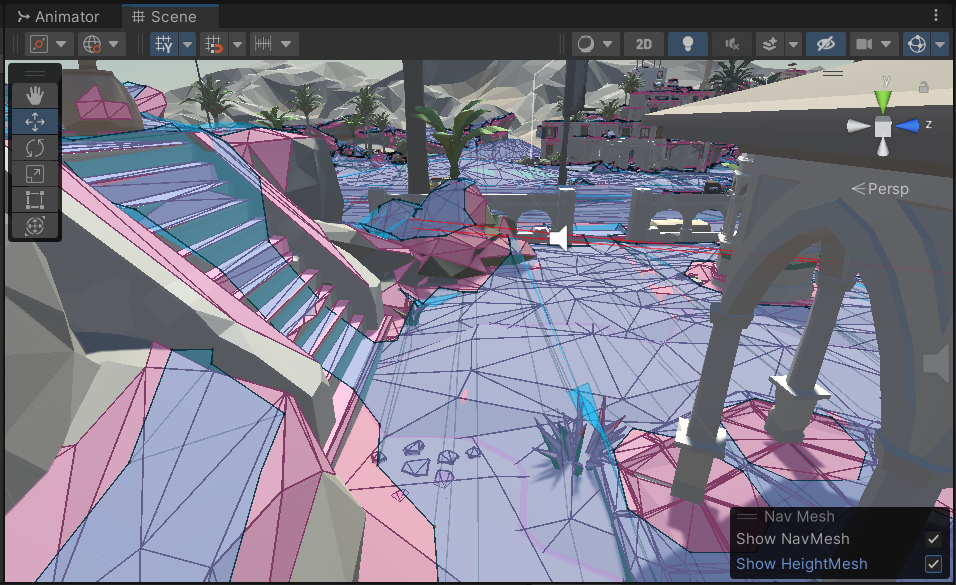 Animator
Scene
2D
y
z
Persp
Nav Mesh
Show NavMesh
Show HeightMesh